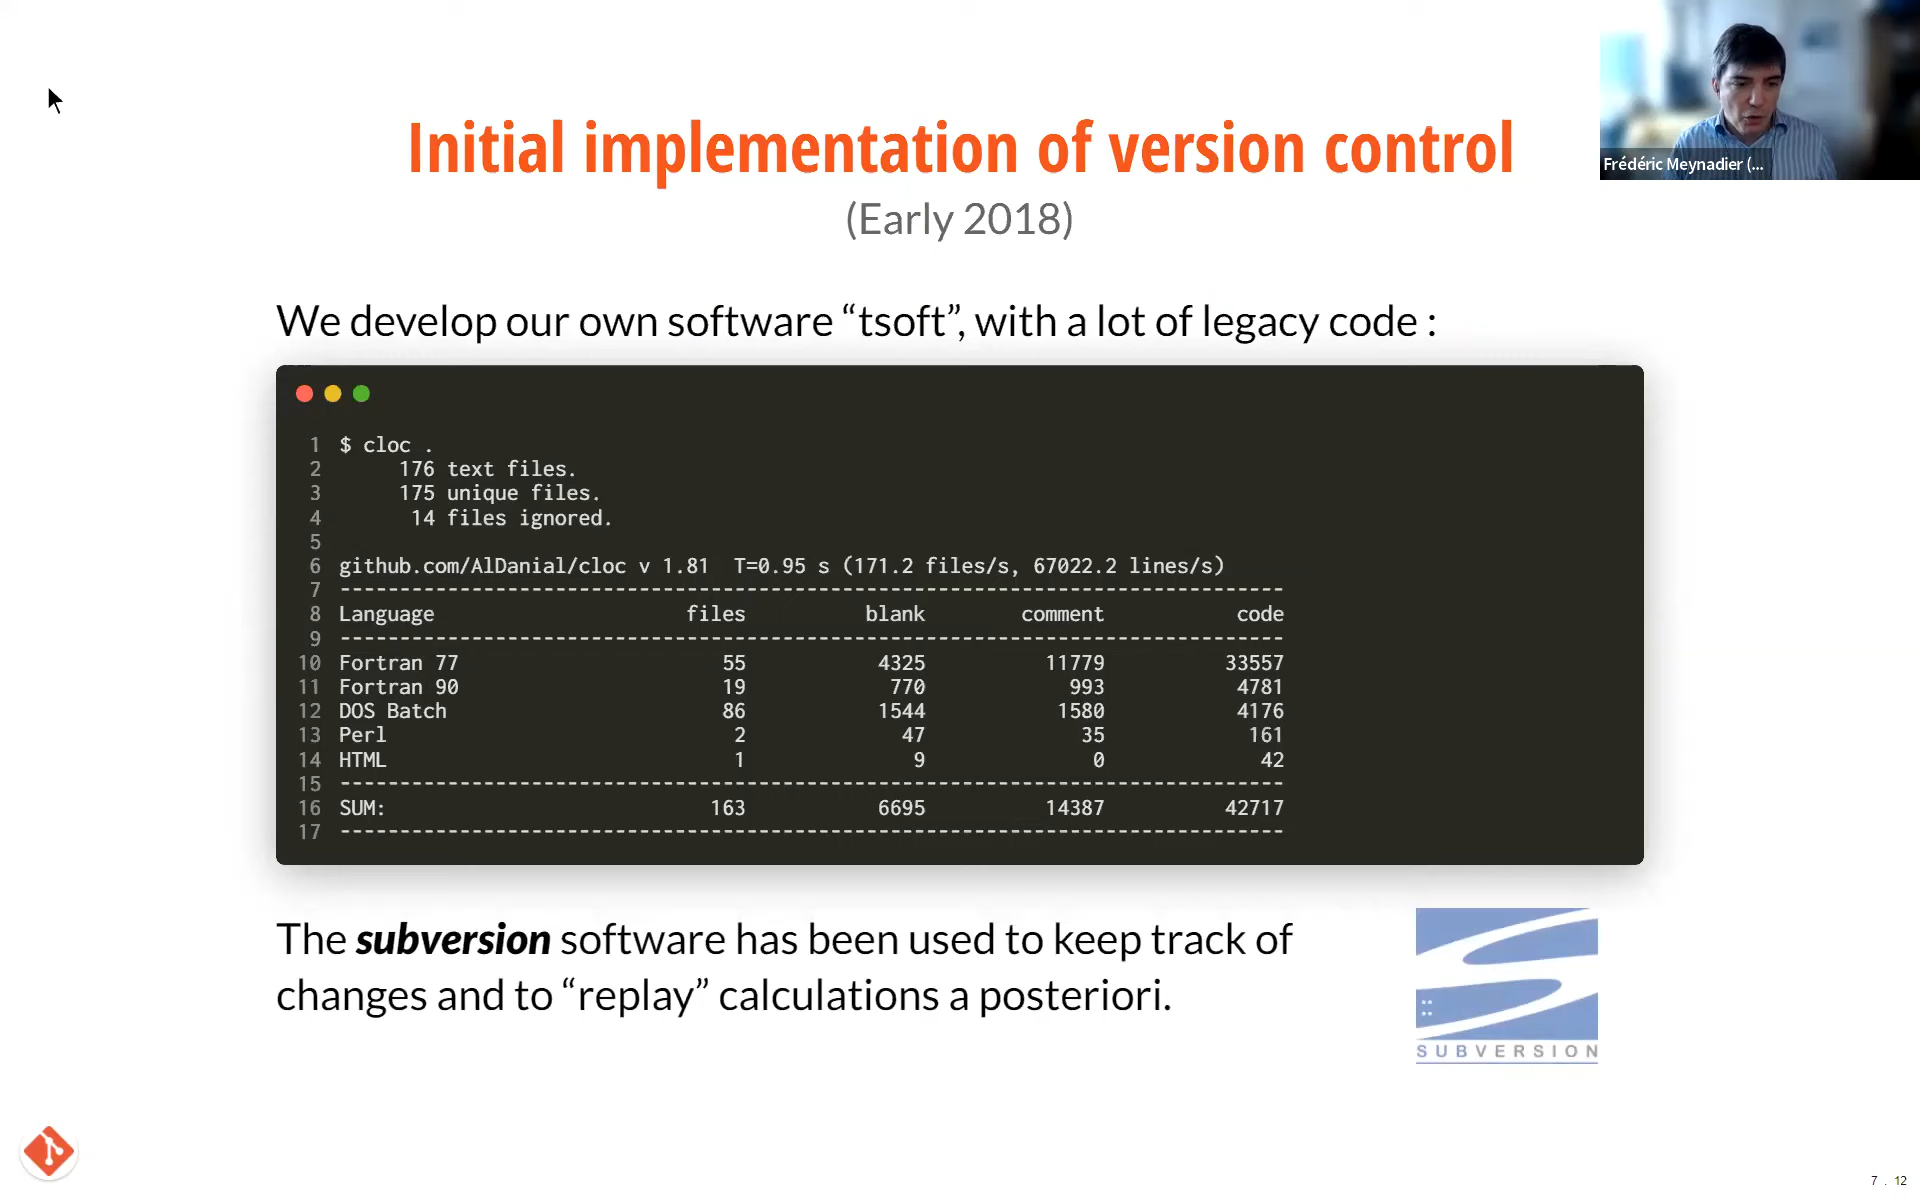 Initial implementation of version control
(Early 2018)
Frédéric Meynadier (...
We develop our own software “tsoft”, with a lot of legacy code :
1 $ cloc .
2 176 text files.
3 175 unique files.
4 14 files ignored.
5
6 github.com/AlDanial/cloc v 1.81 T=0.95 s (171.2 files/s, 67022.2 lines/s)
7 -------------------------------------------------------------------------------
8 Language files blank comment code
9 -------------------------------------------------------------------------------
10 Fortran 77 55 4325 11779 33557
11 Fortran 90 19 770 993 4781
12 DOS Batch 86 1544 1580 4176
13 Perl 2 47 35 161
14 HTML 1 9 0 42
15 -------------------------------------------------------------------------------
16 SUM: 163 6695 14387 42717
17 -------------------------------------------------------------------------------
The subversion software has been used to keep track of
changes and to “replay” calculations a posteriori.
SUBVERSION
7 . 12